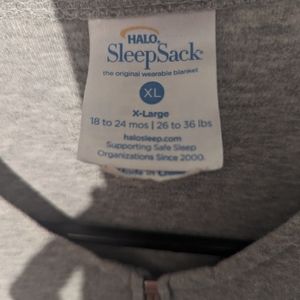 HALO.
SleepSack®
the original wearable blanket
XL
X-Large
18 to 24 mos | 26 to 36 lbs
halosleep.com
Supporting Safe Sleep
Organizations Since 2000.